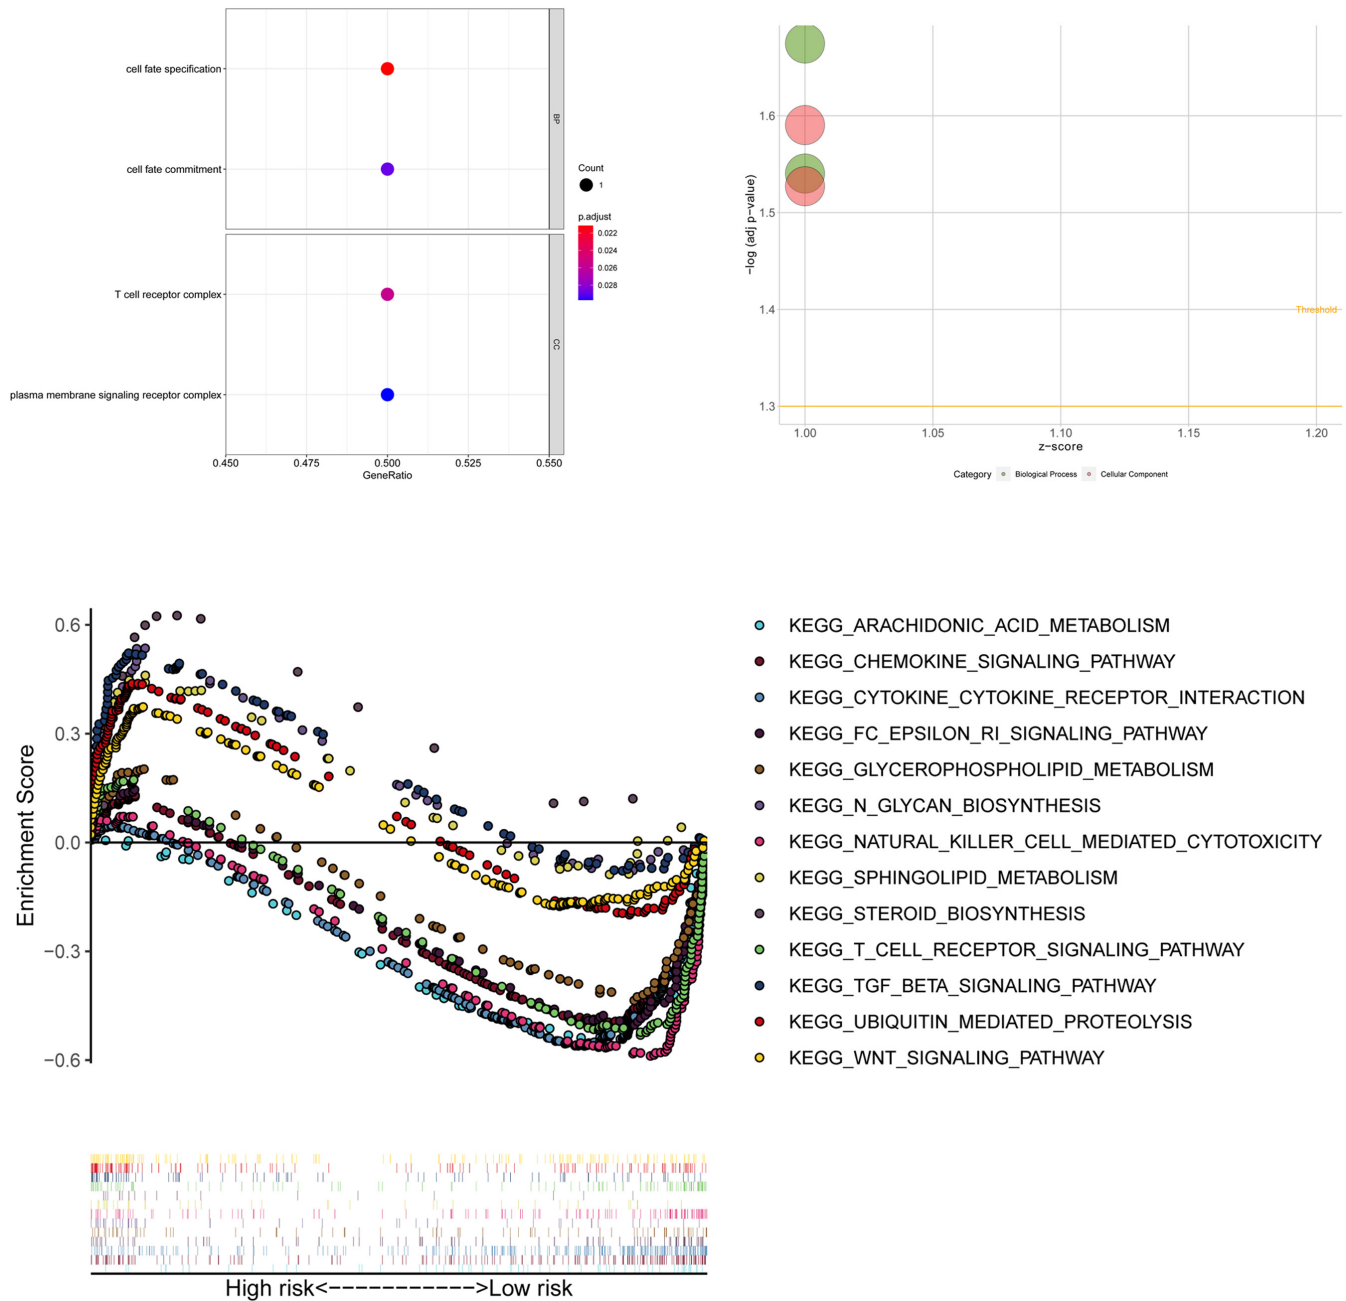 cell fate specification
cell fate commitment
BP
T cell receptor complex
plasma membrane signaling receptor complex
CC
0.450 0.475 0.500 0.525 0.550
GeneRatio
Count
1
p.adjust
0.022
0.024
0.026
0.028
1.6
1.5
1.4
1.3
-log (adj p-value)
Threshold
1.00 1.05 1.10 1.15 1.20
z-score
Category Biological Process Cellular Component
0.6
0.3
0.0
−0.3
−0.6
Enrichment Score
KEGG_ARACHIDONIC_ACID_METABOLISM
KEGG_CHEMOKINE_SIGNALING_PATHWAY
KEGG_CYTOKINE_CYTOKINE_RECEPTOR_INTERACTION
KEGG_FC_EPSILON_RI_SIGNALING_PATHWAY
KEGG_GLYCEROPHOSPHOLIPID_METABOLISM
KEGG_N_GLYCAN_BIOSYNTHESIS
KEGG_NATURAL_KILLER_CELL_MEDIATED_CYTOTOXICITY
KEGG_SPHINGOLIPID_METABOLISM
KEGG_STEROID_BIOSYNTHESIS
KEGG_T_CELL_RECEPTOR_SIGNALING_PATHWAY
KEGG_TGF_BETA_SIGNALING_PATHWAY
KEGG_UBIQUITIN_MEDIATED_PROTEOLYSIS
KEGG_WNT_SIGNALING_PATHWAY
High risk<----------->Low risk